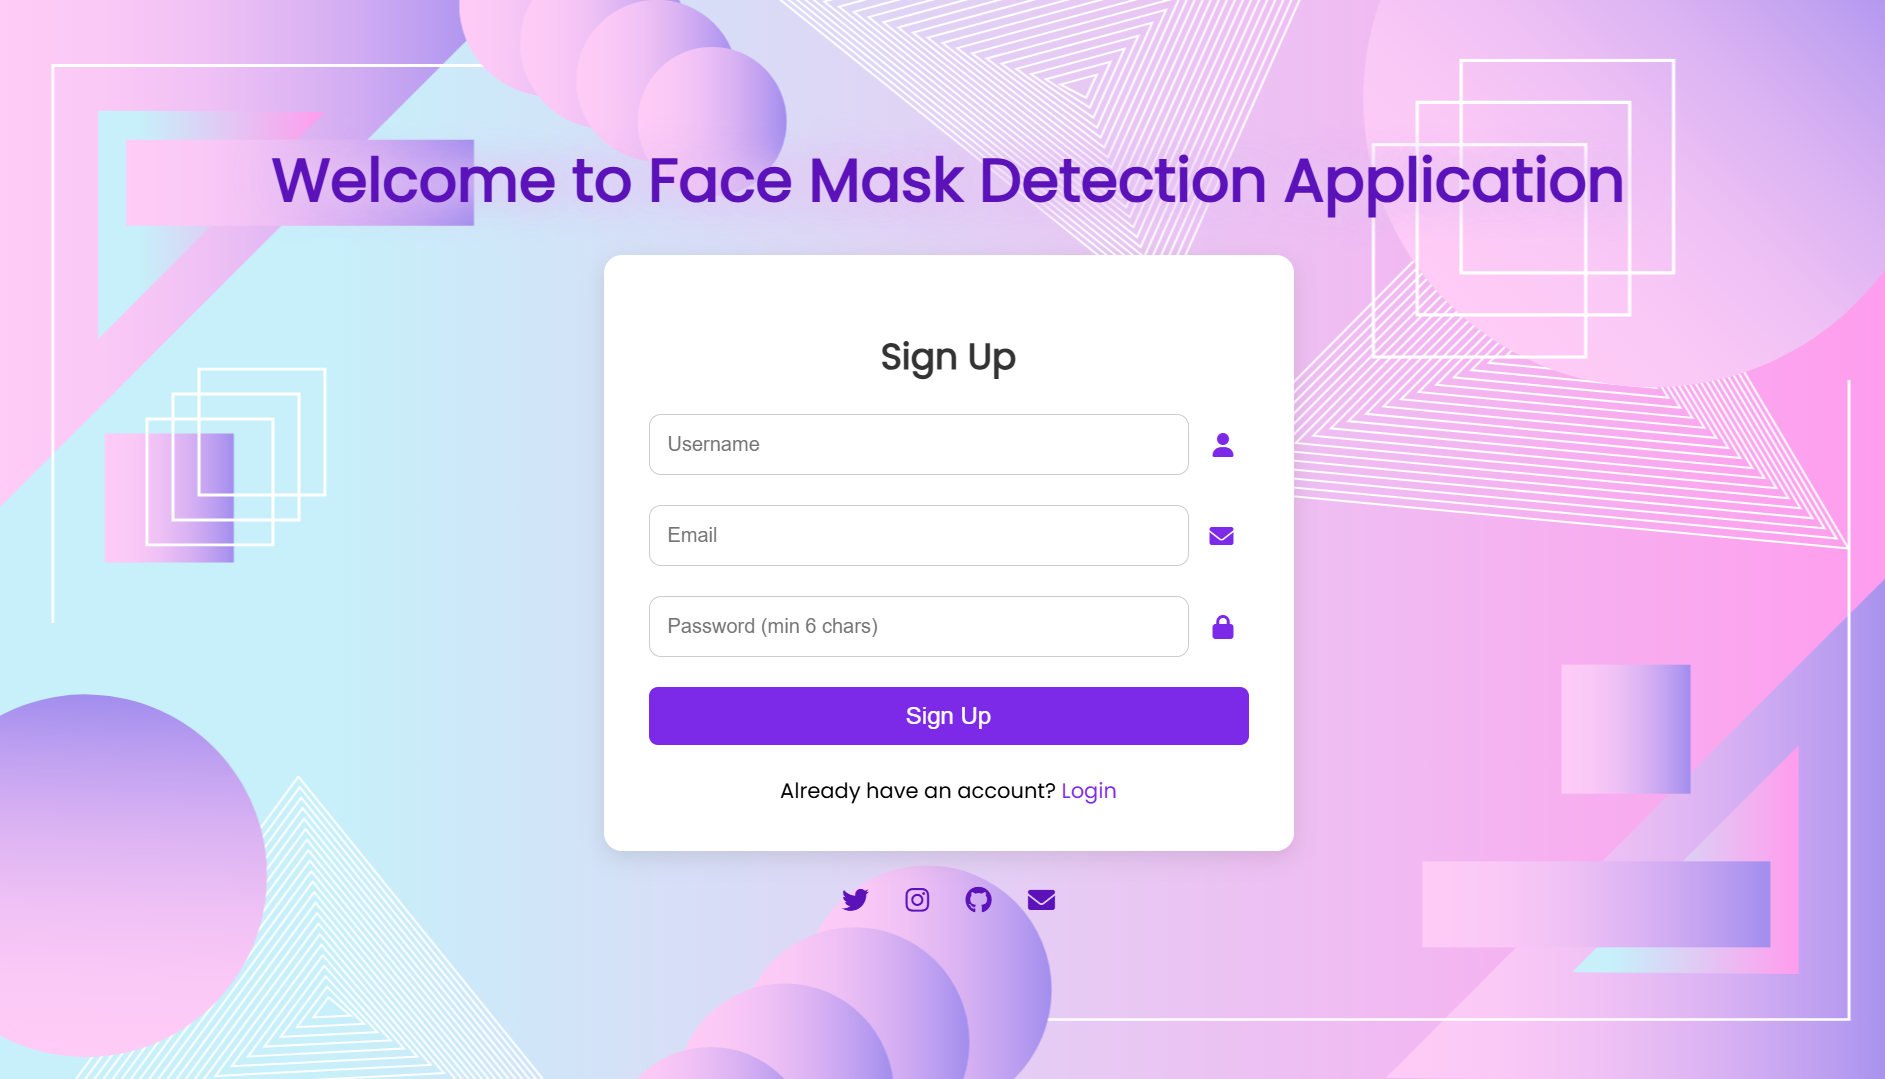 Welcome to Face Mask Detection Application
Sign Up
Username
Email
Password (min 6 chars)
Sign Up
Already have an account? Login